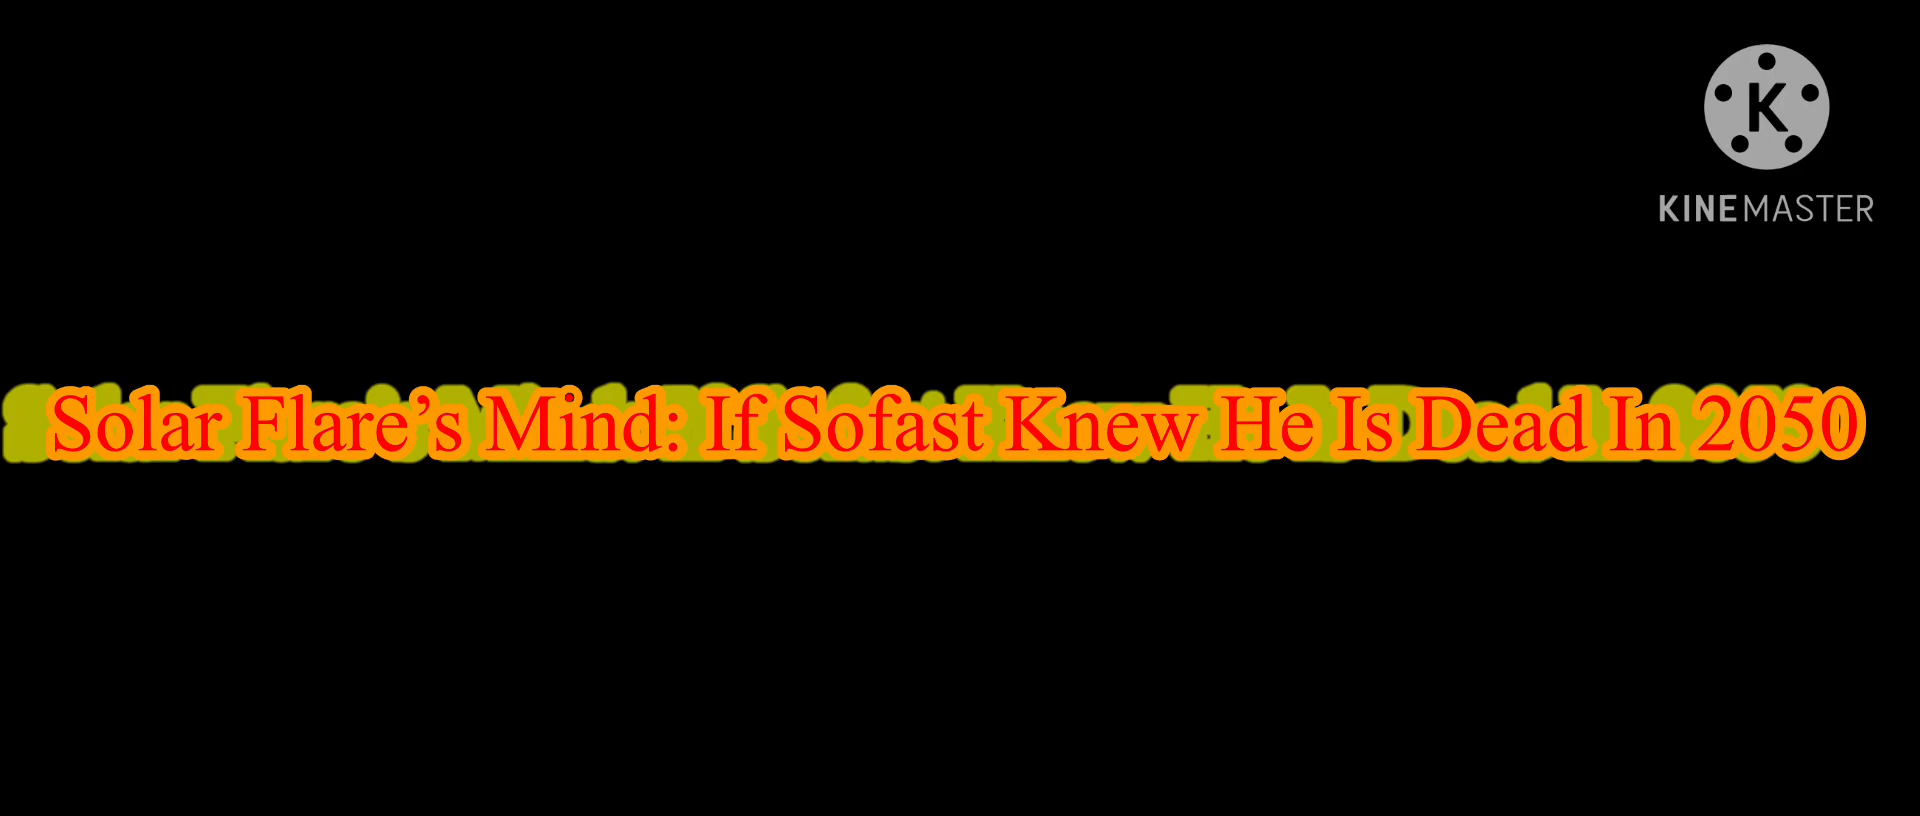 K
KINEMASTER
Solar Flare’s Mind: If Sofast Knew He Is Dead In 2050